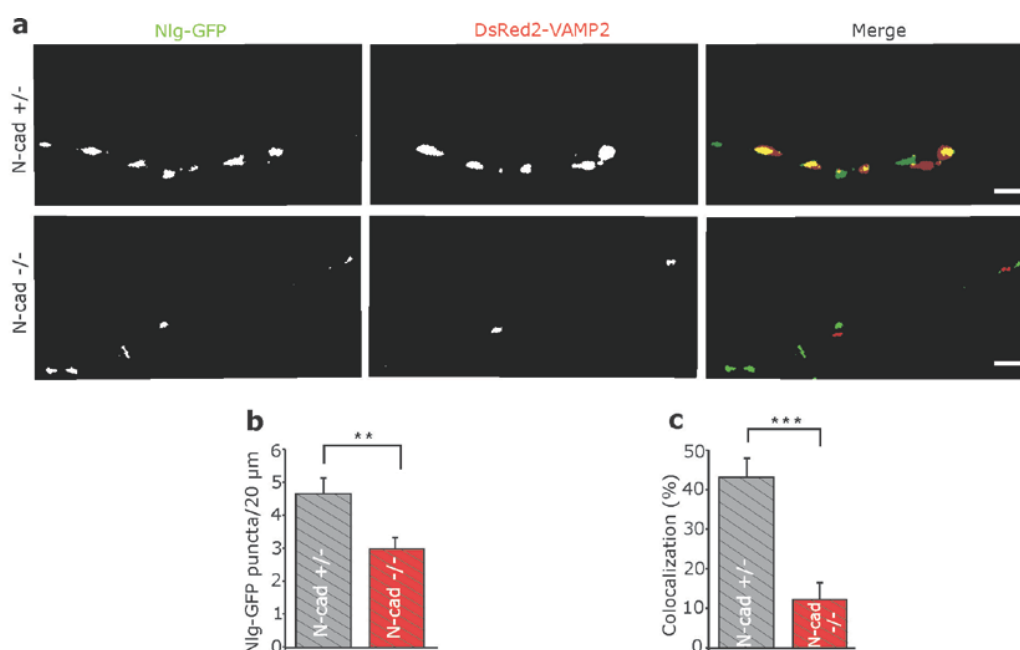 a
Nlg-GFP DsRed2-VAMP2 Merge
N-cad +/-
N-cad -/-
b
**
Nlg-GFP puncta/20 µm
6
5
4
3
2
1
0
N-cad +/-
N-cad -/-
c
***
Colocalization (%)
50
40
30
20
10
0
N-cad +/-
N-cad
-/-